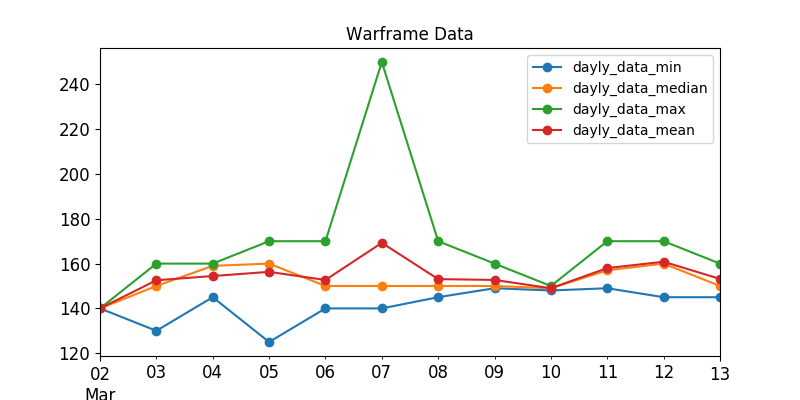 Warframe Data
dayly_data_min
dayly_data_median
dayly_data_max
dayly_data_mean
240
220
200
180
160
140
120
02 03 04 05 06 07 08 09 10 11 12 13
Mar